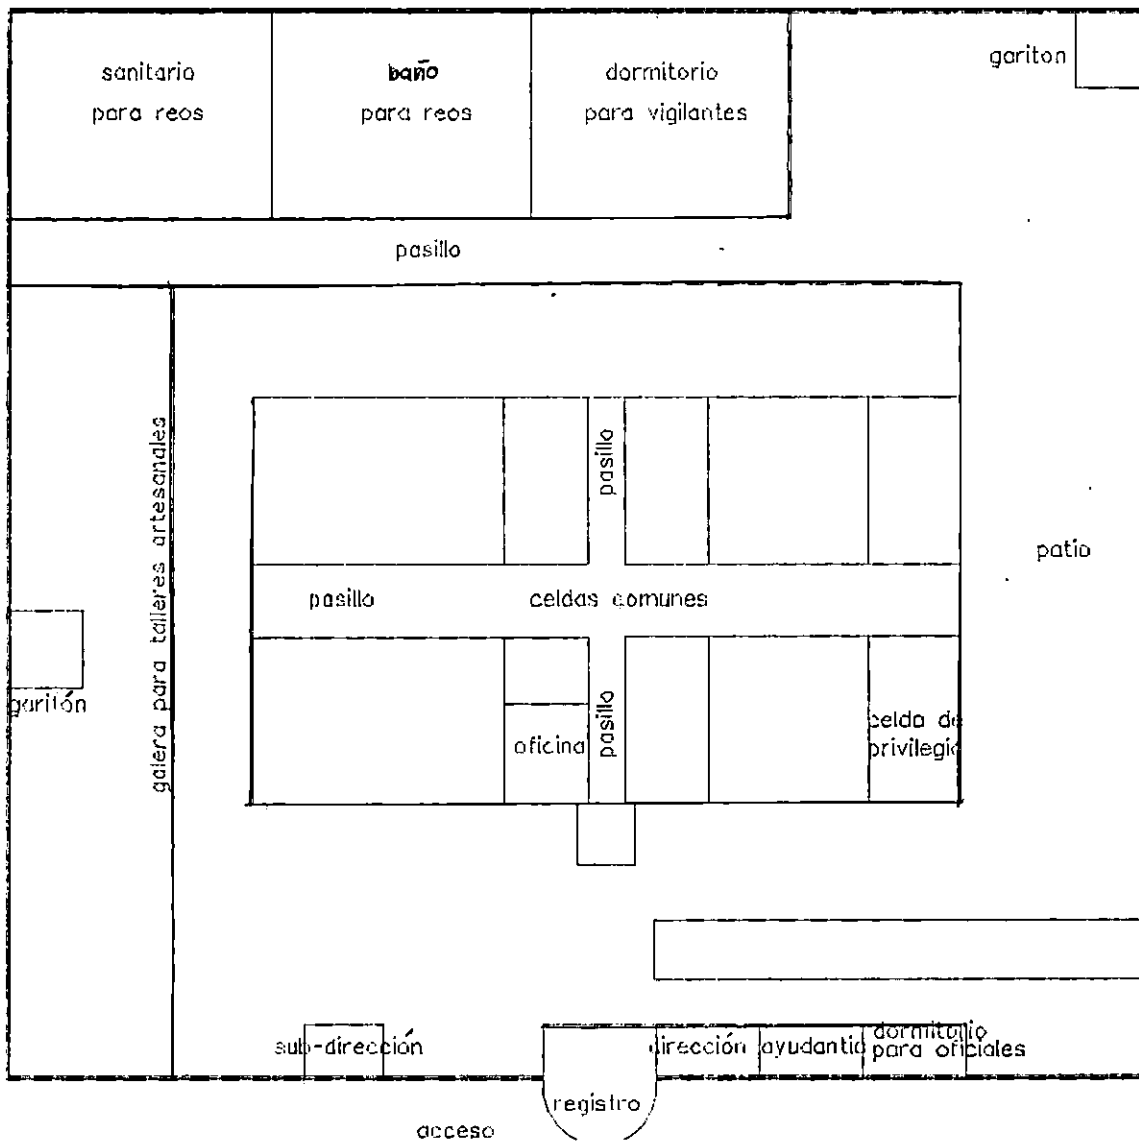 sanitario
para reos
baño
para reos
dormitorio
para vigilantes
gariton
pasillo
galera para talleres artesanales
pasillo
pasillo
celdas comunes
patio
garitón
oficina
pasillo
celda de
privilegio
sub-dirección
dirección
ayudantia
dormitorio
para oficiales
registro
acceso